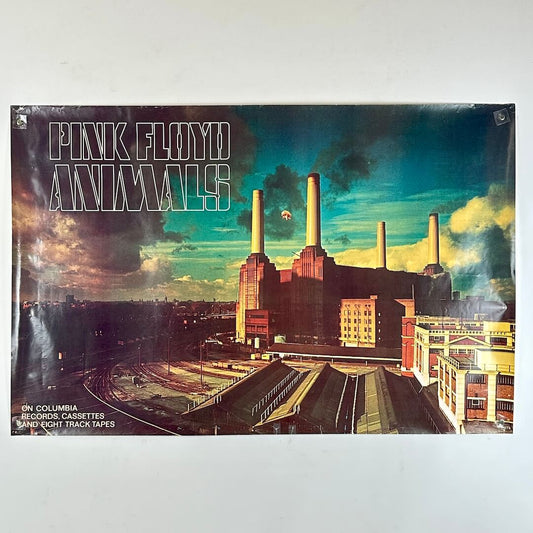 PINK FLOYD
ANIMALS
ON COLUMBIA
RECORDS, CASSETTES
AND EIGHT TRACK TAPES